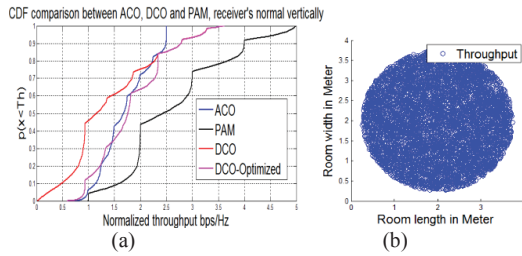 CDF comparison between ACO, DCO and PAM, receiver's normal vertically
p(x<Th)
1
0.9
0.8
0.7
0.6
0.5
0.4
0.3
0.2
0.1
0
0 0.5 1 1.5 2 2.5 3 3.5 4 4.5 5
Normalized throughput bps/Hz
ACO
PAM
DCO
DCO-Optimized
(a)
Throughput
Room width in Meter
4
3.5
3
2.5
2
1.5
1
0.5
0
0 1 2 3
Room length in Meter
(b)